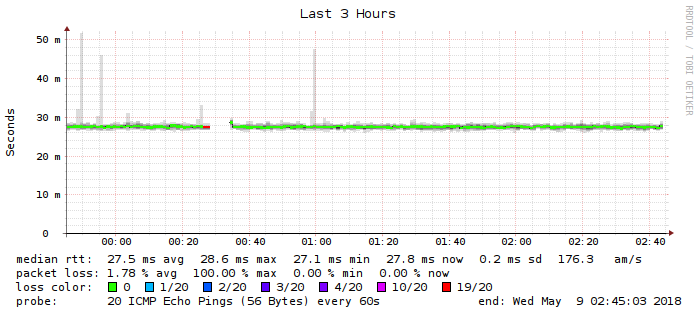 Last 3 Hours
RRDTOOL / TOBI OETIKER
Seconds
50 m
40 m
30 m
20 m
10 m
0
00:00 00:20 00:40 01:00 01:20 01:40 02:00 02:20 02:40
median rtt: 27.5 ms avg 28.6 ms max 27.1 ms min 27.8 ms now 0.2 ms sd 176.3 am/s
packet loss: 1.78 % avg 100.00 % max 0.00 % min 0.00 % now
loss color: 0 1/20 2/20 3/20 4/20 10/20 19/20
probe: 20 ICMP Echo Pings (56 Bytes) every 60s end: Wed May 9 02:45:03 2018